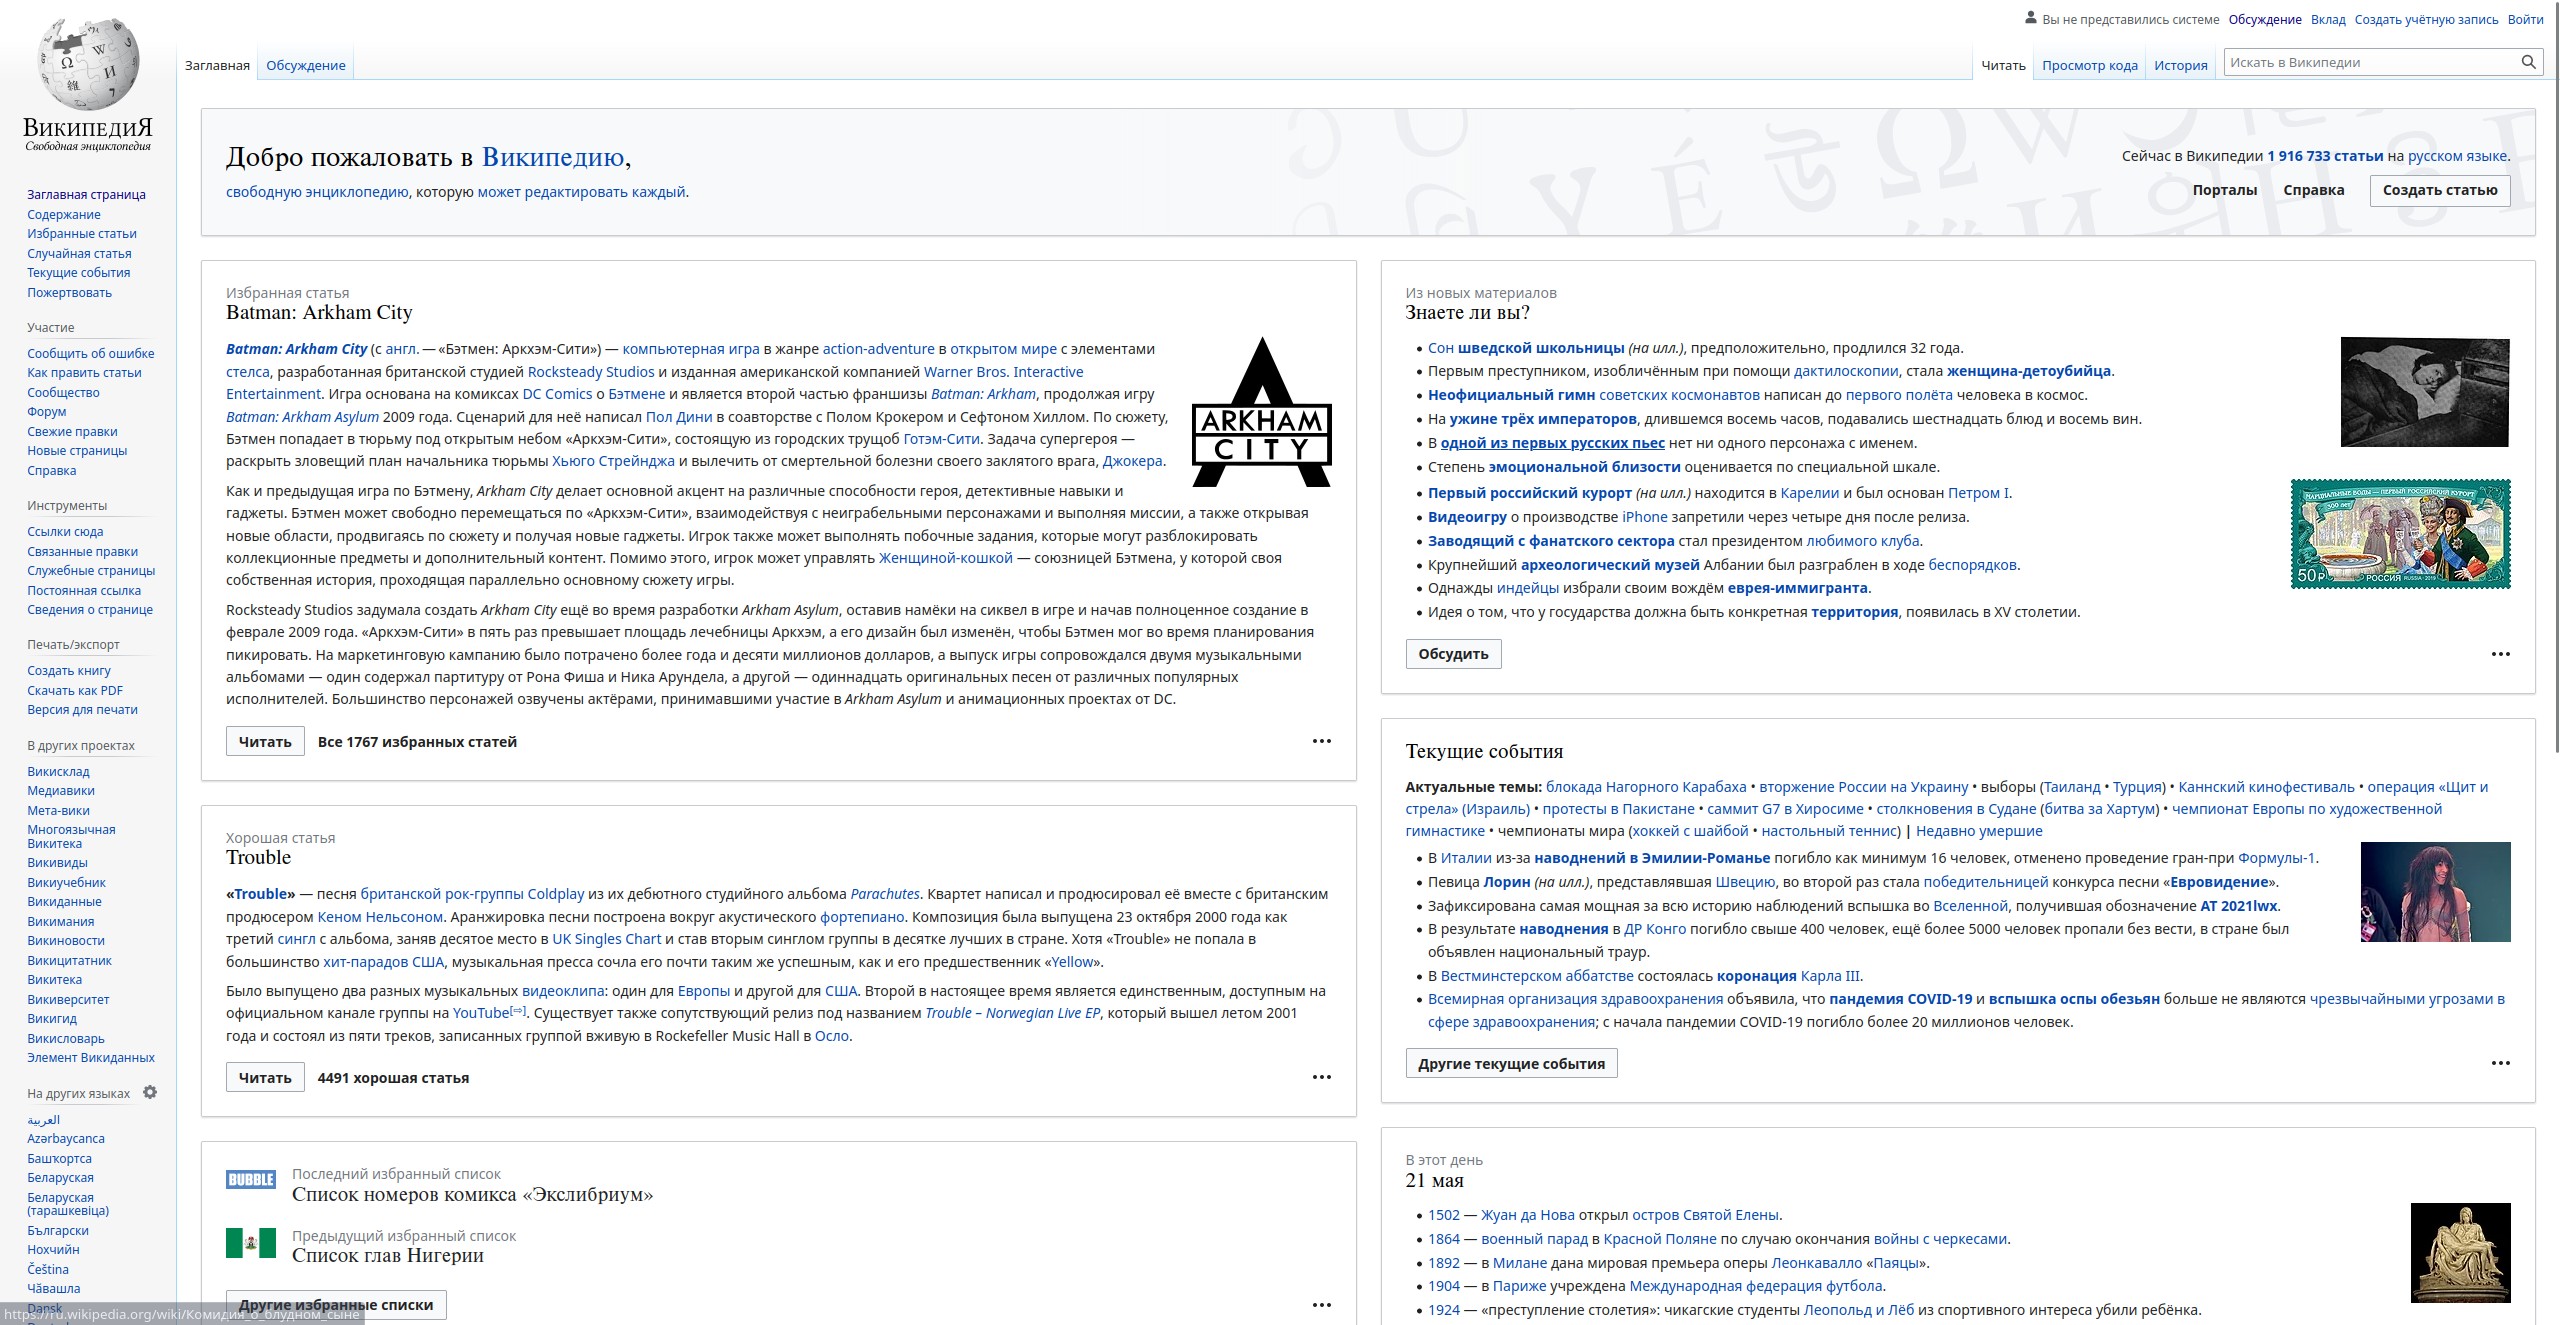 Вы не представились системе Обсуждение Вклад Создать учётную запись Войти
Заглавная Обсуждение Читать Просмотр кода История Искать в Википедии
ВИКИПЕДИЯ
Свободная энциклопедия
Заглавная страница
Содержание
Избранные статьи
Случайная статья
Текущие события
Пожертвовать
Участие
Сообщить об ошибке
Как править статьи
Сообщество
Форум
Свежие правки
Новые страницы
Справка
Инструменты
Ссылки сюда
Связанные правки
Служебные страницы
Постоянная ссылка
Сведения о странице
Печать/экспорт
Создать книгу
Скачать как PDF
Версия для печати
В других проектах
Викисклад
Медиавики
Мета-вики
Многоязычная
Викитека
Викивиды
Викиучебник
Викиданные
Викимания
Викиновости
Викицитатник
Викитека
Викиверситет
Викигид
Викисловарь
Элемент Викиданных
На других языках
العربية
Azərbaycanca
Башҡортса
Беларуская
Беларуская
(тарашкевіца)
Български
Нохчийн
Čeština
Чӑвашла
Dansk
https://ru.wikipedia.org/wiki/Комидия_о_блудном_сыне
Добро пожаловать в Википедию,
свободную энциклопедию, которую может редактировать каждый.
Сейчас в Википедии 1 916 733 статьи на русском языке.
Порталы Справка Создать статью
Избранная статья
Batman: Arkham City
Batman: Arkham City (с англ. — «Бэтмен: Аркхэм-Сити») — компьютерная игра в жанре action-adventure в открытом мире с элементами
стелса, разработанная британской студией Rocksteady Studios и изданная американской компанией Warner Bros. Interactive
Entertainment. Игра основана на комиксах DC Comics о Бэтмене и является второй частью франшизы Batman: Arkham, продолжая игру
Batman: Arkham Asylum 2009 года. Сценарий для неё написал Пол Дини в соавторстве с Полом Крокером и Сефтоном Хиллом. По сюжету,
Бэтмен попадает в тюрьму под открытым небом «Аркхэм-Сити», состоящую из городских трущоб Готэм-Сити. Задача супергероя —
раскрыть зловещий план начальника тюрьмы Хьюго Стрейнджа и вылечить от смертельной болезни своего заклятого врага, Джокера.
ARKHAM
CITY
Как и предыдущая игра по Бэтмену, Arkham City делает основной акцент на различные способности героя, детективные навыки и
гаджеты. Бэтмен может свободно перемещаться по «Аркхэм-Сити», взаимодействуя с неиграбельными персонажами и выполняя миссии, а также открывая
новые области, продвигаясь по сюжету и получая новые гаджеты. Игрок также может выполнять побочные задания, которые могут разблокировать
коллекционные предметы и дополнительный контент. Помимо этого, игрок может управлять Женщиной-кошкой — союзницей Бэтмена, у которой своя
собственная история, проходящая параллельно основному сюжету игры.
Rocksteady Studios задумала создать Arkham City ещё во время разработки Arkham Asylum, оставив намёки на сиквел в игре и начав полноценное создание в
феврале 2009 года. «Аркхэм-Сити» в пять раз превышает площадь лечебницы Аркхэм, а его дизайн был изменён, чтобы Бэтмен мог во время планирования
пикировать. На маркетинговую кампанию было потрачено более года и десяти миллионов долларов, а выпуск игры сопровождался двумя музыкальными
альбомами — один содержал партитуру от Рона Фиша и Ника Арундела, а другой — одиннадцать оригинальных песен от различных популярных
исполнителей. Большинство персонажей озвучены актёрами, принимавшими участие в Arkham Asylum и анимационных проектах от DC.
Читать Все 1767 избранных статей
Хорошая статья
Trouble
«Trouble» — песня британской рок-группы Coldplay из их дебютного студийного альбома Parachutes. Квартет написал и продюсировал её вместе с британским
продюсером Кеном Нельсоном. Аранжировка песни построена вокруг акустического фортепиано. Композиция была выпущена 23 октября 2000 года как
третий сингл с альбома, заняв десятое место в UK Singles Chart и став вторым синглом группы в десятке лучших в стране. Хотя «Trouble» не попала в
большинство хит-парадов США, музыкальная пресса сочла его почти таким же успешным, как и его предшественник «Yellow».
Было выпущено два разных музыкальных видеоклипа: один для Европы и другой для США. Второй в настоящее время является единственным, доступным на
официальном канале группы на YouTube[⇨]. Существует также сопутствующий релиз под названием Trouble – Norwegian Live EP, который вышел летом 2001
года и состоял из пяти треков, записанных группой вживую в Rockefeller Music Hall в Осло.
Читать 4491 хорошая статья
BUBBLE
Последний избранный список
Список номеров комикса «Экслибриум»
Предыдущий избранный список
Список глав Нигерии
Другие избранные списки
Из новых материалов
Знаете ли вы?
• Сон шведской школьницы (на илл.), предположительно, продлился 32 года.
• Первым преступником, изобличённым при помощи дактилоскопии, стала женщина-детоубийца.
• Неофициальный гимн советских космонавтов написан до первого полёта человека в космос.
• На ужине трёх императоров, длившемся восемь часов, подавались шестнадцать блюд и восемь вин.
• В одной из первых русских пьес нет ни одного персонажа с именем.
• Степень эмоциональной близости оценивается по специальной шкале.
• Первый российский курорт (на илл.) находится в Карелии и был основан Петром I.
• Видеоигру о производстве iPhone запретили через четыре дня после релиза.
• Заводящий с фанатского сектора стал президентом любимого клуба.
• Крупнейший археологический музей Албании был разграблен в ходе беспорядков.
• Однажды индейцы избрали своим вождём еврея-иммигранта.
• Идея о том, что у государства должна быть конкретная территория, появилась в XV столетии.
МАРЦИАЛЬНЫЕ ВОДЫ — ПЕРВЫЙ РОССИЙСКИЙ КУРОРТ
300 лет
50₽ РОССИЯ RUSSIA • 2019
Обсудить
Текущие события
Актуальные темы: блокада Нагорного Карабаха • вторжение России на Украину • выборы (Таиланд • Турция) • Каннский кинофестиваль • операция «Щит и
стрела» (Израиль) • протесты в Пакистане • саммит G7 в Хиросиме • столкновения в Судане (битва за Хартум) • чемпионат Европы по художественной
гимнастике • чемпионаты мира (хоккей с шайбой • настольный теннис) | Недавно умершие
• В Италии из-за наводнений в Эмилии-Романье погибло как минимум 16 человек, отменено проведение гран-при Формулы-1.
• Певица Лорин (на илл.), представлявшая Швецию, во второй раз стала победительницей конкурса песни «Евровидение».
• Зафиксирована самая мощная за всю историю наблюдений вспышка во Вселенной, получившая обозначение AT 2021lwx.
• В результате наводнения в ДР Конго погибло свыше 400 человек, ещё более 5000 человек пропали без вести, в стране был
объявлен национальный траур.
• В Вестминстерском аббатстве состоялась коронация Карла III.
• Всемирная организация здравоохранения объявила, что пандемия COVID-19 и вспышка оспы обезьян больше не являются чрезвычайными угрозами в
сфере здравоохранения; с начала пандемии COVID-19 погибло более 20 миллионов человек.
Другие текущие события
В этот день
21 мая
• 1502 — Жуан да Нова открыл остров Святой Елены.
• 1864 — военный парад в Красной Поляне по случаю окончания войны с черкесами.
• 1892 — в Милане дана мировая премьера оперы Леонкавалло «Паяцы».
• 1904 — в Париже учреждена Международная федерация футбола.
• 1924 — «преступление столетия»: чикагские студенты Леопольд и Лёб из спортивного интереса убили ребёнка.